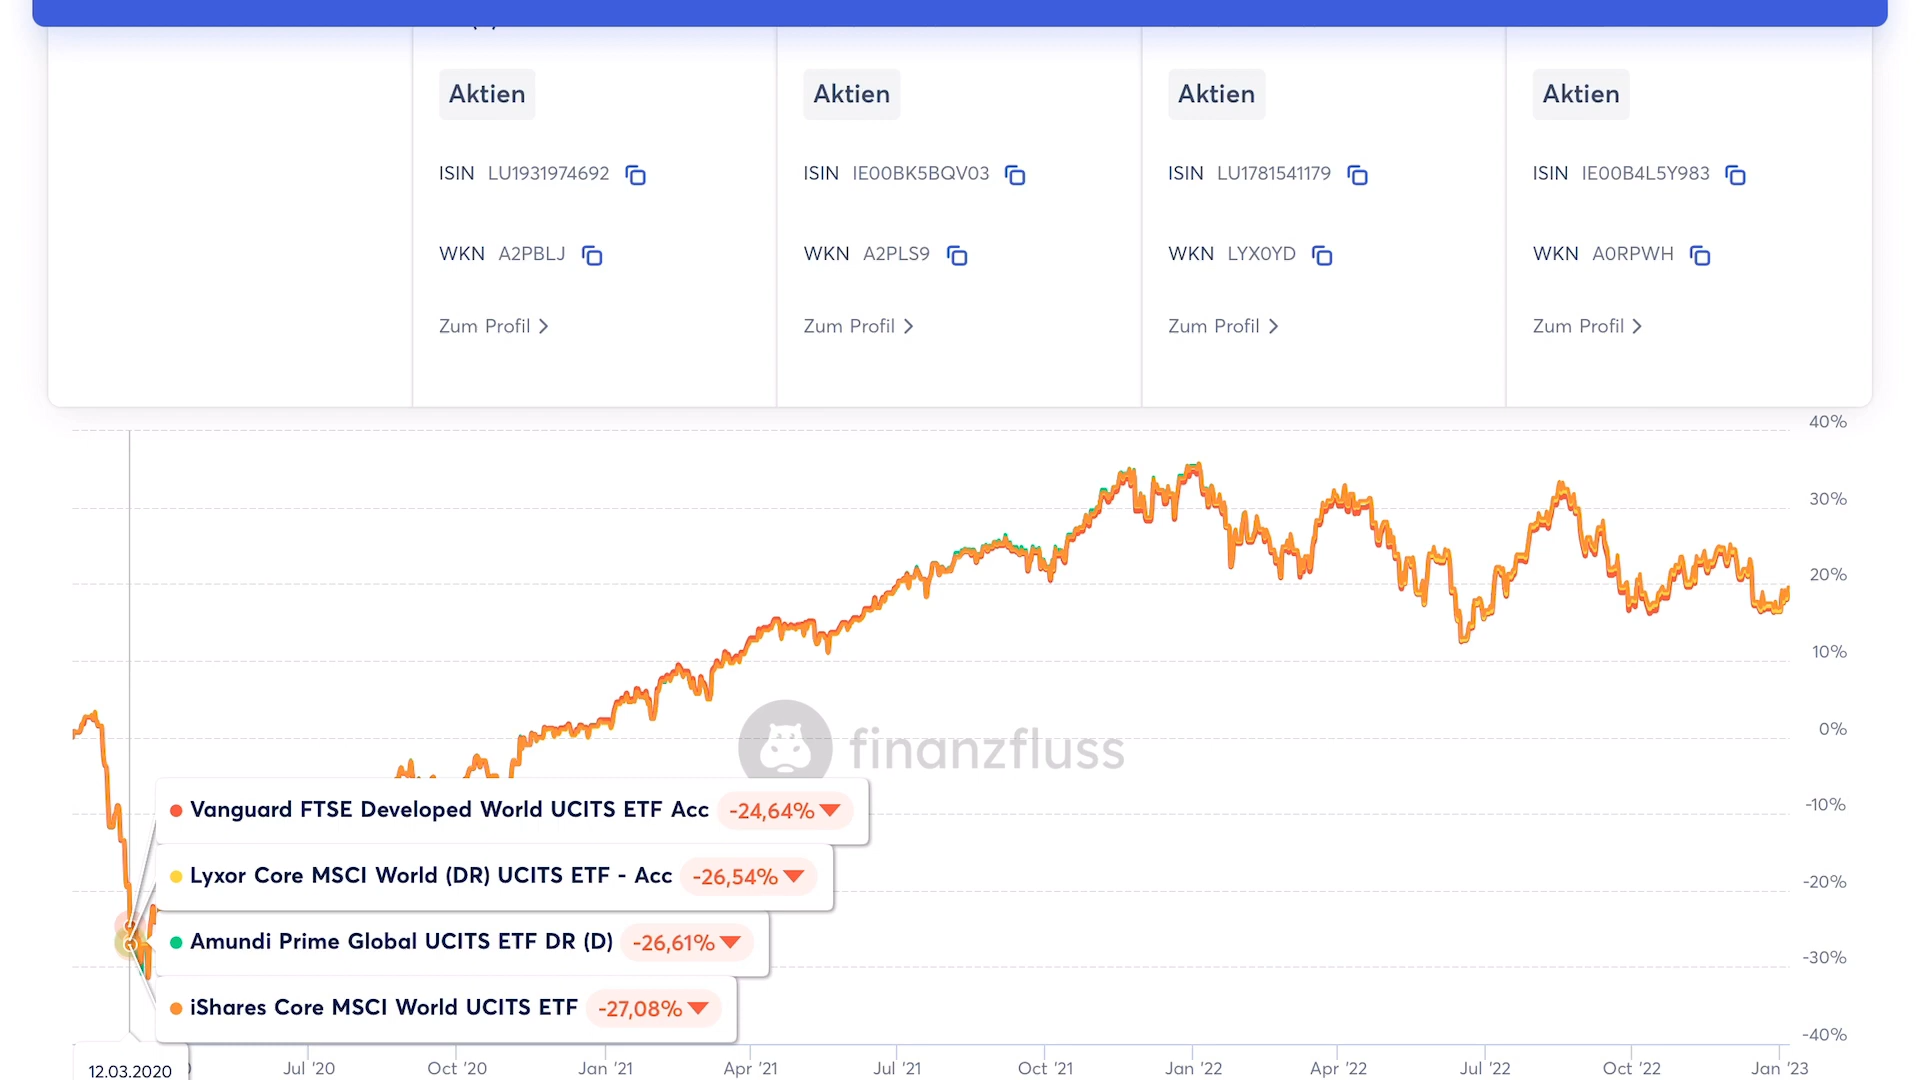 Aktien
Aktien
Aktien
Aktien
ISIN LU1931974692
ISIN IE00BK5BQV03
ISIN LU1781541179
ISIN IE00B4L5Y983
WKN A2PBLJ
WKN A2PLS9
WKN LYX0YD
WKN A0RPWH
Zum Profil
Zum Profil
Zum Profil
Zum Profil
40%
30%
20%
10%
0%
-10%
-20%
-30%
-40%
finanzfluss
Vanguard FTSE Developed World UCITS ETF Acc -24,64%
Lyxor Core MSCI World (DR) UCITS ETF - Acc -26,54%
Amundi Prime Global UCITS ETF DR (D) -26,61%
iShares Core MSCI World UCITS ETF -27,08%
12.03.2020
Jul '20
Oct '20
Jan '21
Apr '21
Jul '21
Oct '21
Jan '22
Apr '22
Jul '22
Oct '22
Jan '23